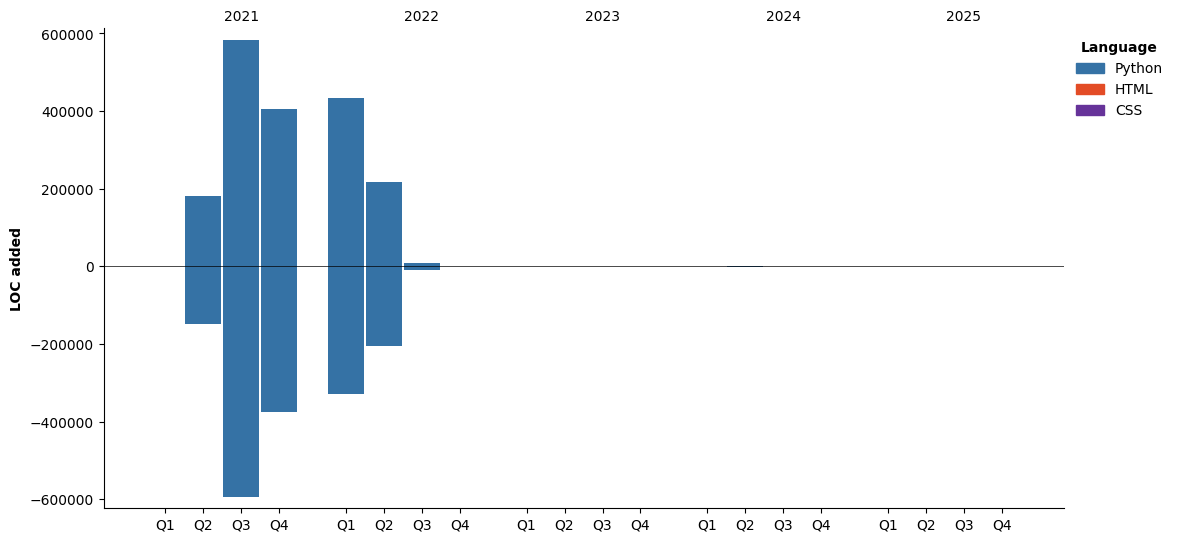 2021 2022 2023 2024 2025
600000
400000
200000
0
−200000
−400000
−600000
LOC added
Q1 Q2 Q3 Q4 Q1 Q2 Q3 Q4 Q1 Q2 Q3 Q4 Q1 Q2 Q3 Q4 Q1 Q2 Q3 Q4
Language
Python
HTML
CSS